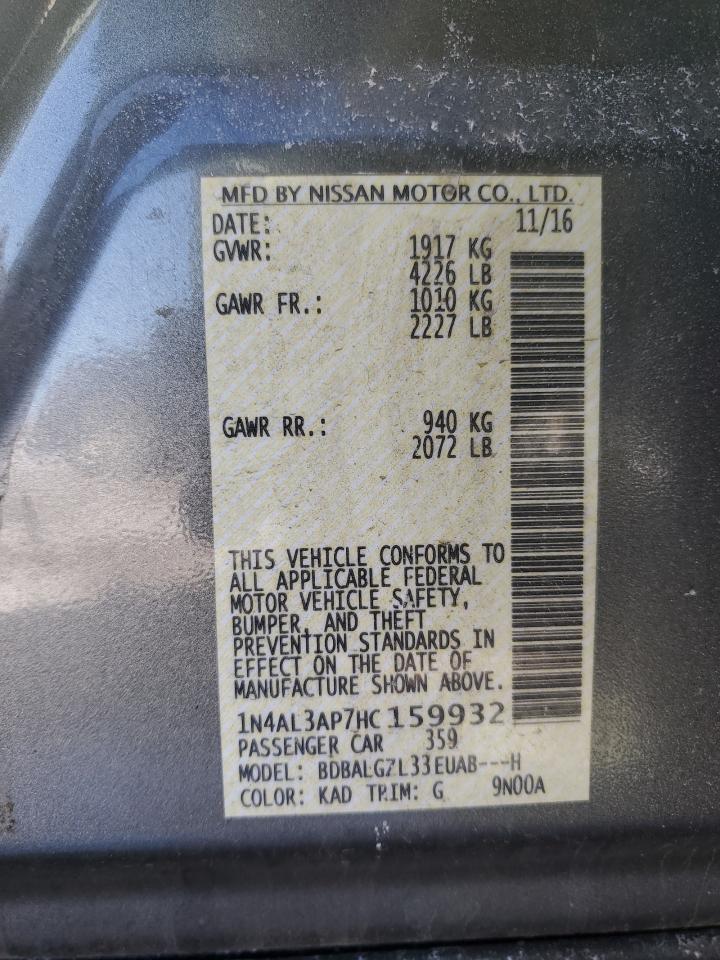 MFD BY NISSAN MOTOR CO., LTD.
DATE: 11/16
GVWR: 1917 KG
4226 LB
GAWR FR.: 1010 KG
2227 LB
GAWR RR.: 940 KG
2072 LB
THIS VEHICLE CONFORMS TO
ALL APPLICABLE FEDERAL
MOTOR VEHICLE SAFETY,
BUMPER, AND THEFT
PREVENTION STANDARDS IN
EFFECT ON THE DATE OF
MANUFACTURE SHOWN ABOVE.
1N4AL3AP7HC159932
PASSENGER CAR 359
MODEL: BDBALGZL33EUAB---H
COLOR: KAD TRIM: G 9N00A